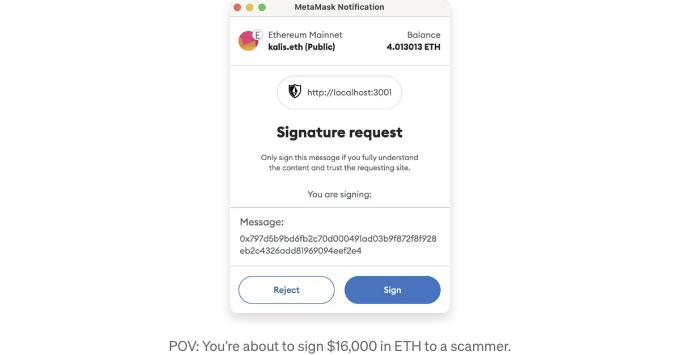 MetaMask Notification
E Ethereum Mainnet Balance
kalis.eth (Public) 4.013013 ETH
http://localhost:3001
Signature request
Only sign this message if you fully understand
the content and trust the requesting site.
You are signing:
Message:
0x797d5b9bd6fb2c70d000491ad03b9f872f8f928
eb2c4326add81969094eef2e4
Reject Sign
POV: You're about to sign $16,000 in ETH to a scammer.